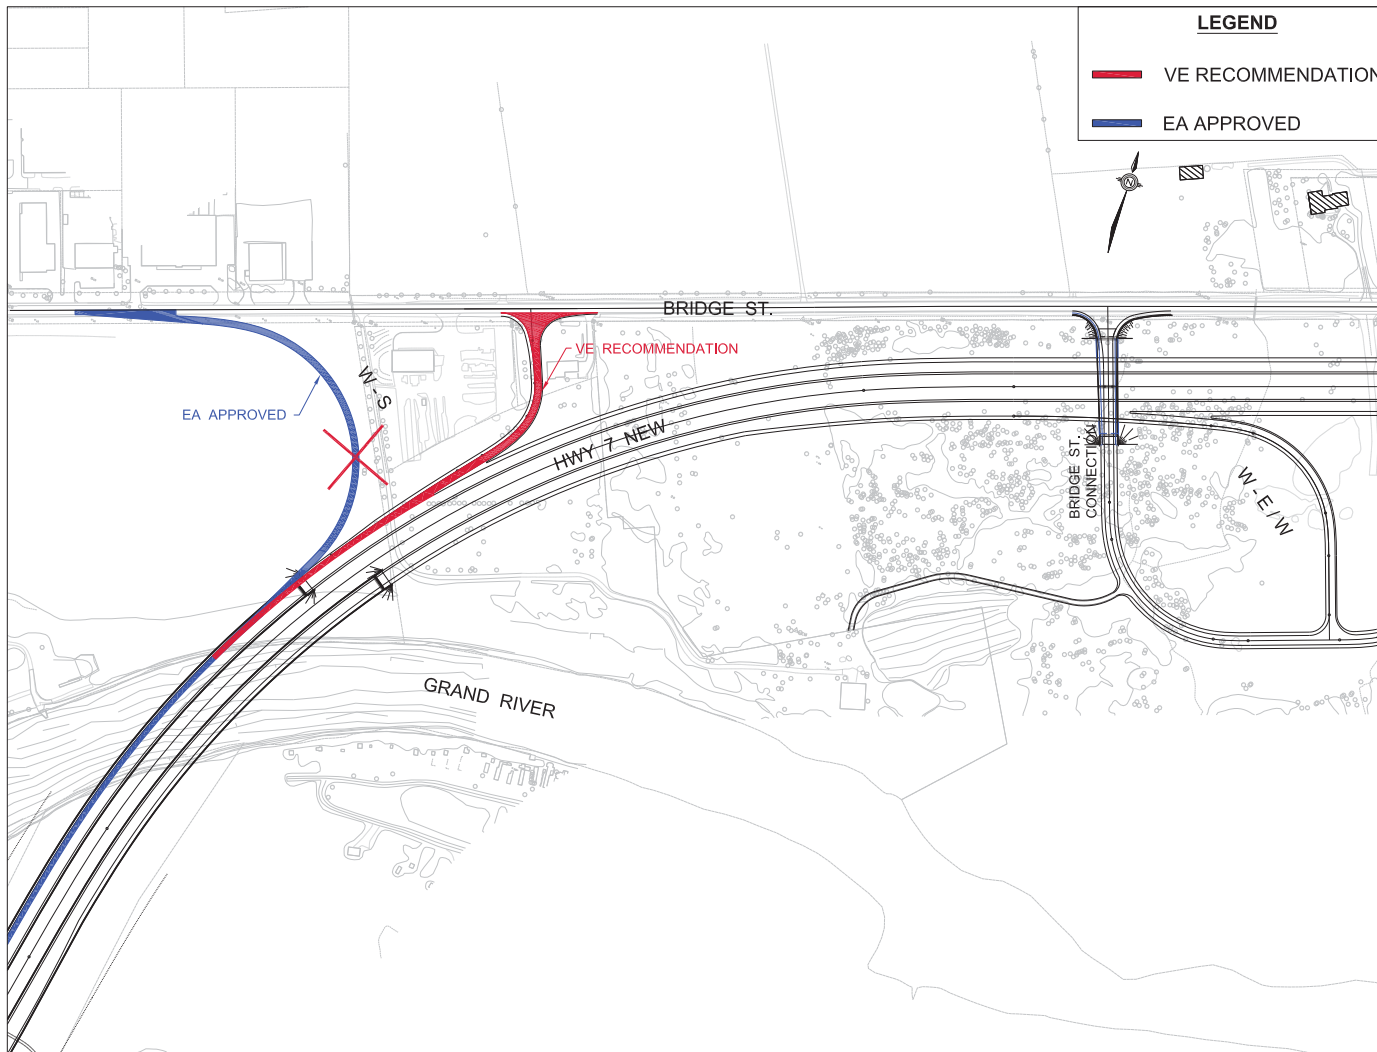 LEGEND
VE RECOMMENDATION
EA APPROVED
N
BRIDGE ST.
VE RECOMMENDATION
W-S
EA APPROVED
HWY 7 NEW
BRIDGE ST.
CONNECTION
W-E/W
GRAND RIVER